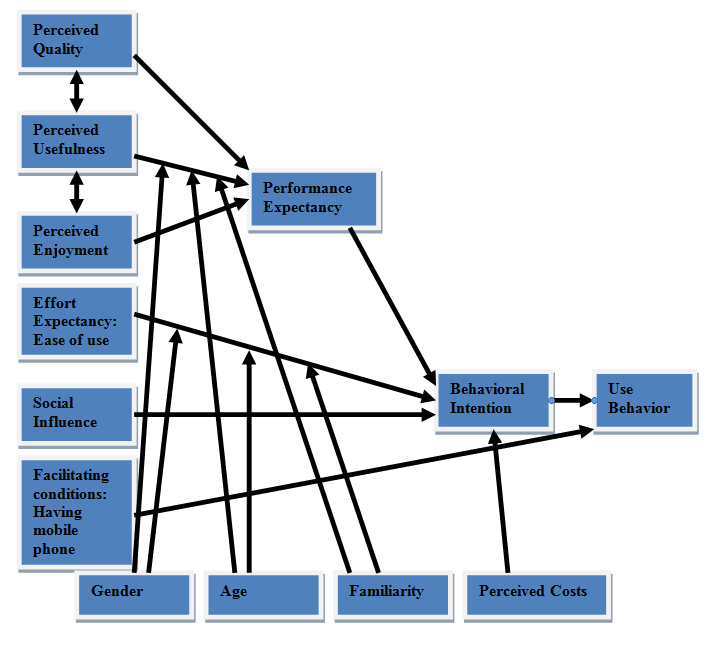 Perceived
Quality
Perceived
Usefulness
Performance
Expectancy
Perceived
Enjoyment
Effort
Expectancy:
Ease of use
Behavioral
Intention
Use
Behavior
Social
Influence
Facilitating
conditions:
Having
mobile
phone
Gender
Age
Familiarity
Perceived Costs